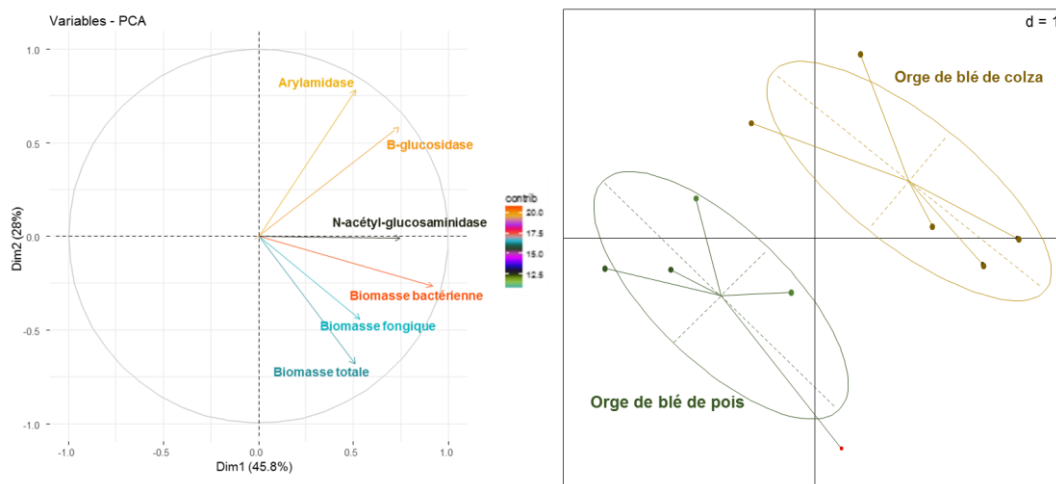 Variables - PCA
1.0
0.5
0.0
-0.5
-1.0
Dim2 (28%)
-1.0
-0.5
0.0
0.5
1.0
Dim1 (45.8%)
Arylamidase
B-glucosidase
N-acétyl-glucosaminidase
Biomasse bactérienne
Biomasse fongique
Biomasse totale
contrib
20.0
17.5
15.0
12.5
d = 1
Orge de blé de colza
Orge de blé de pois